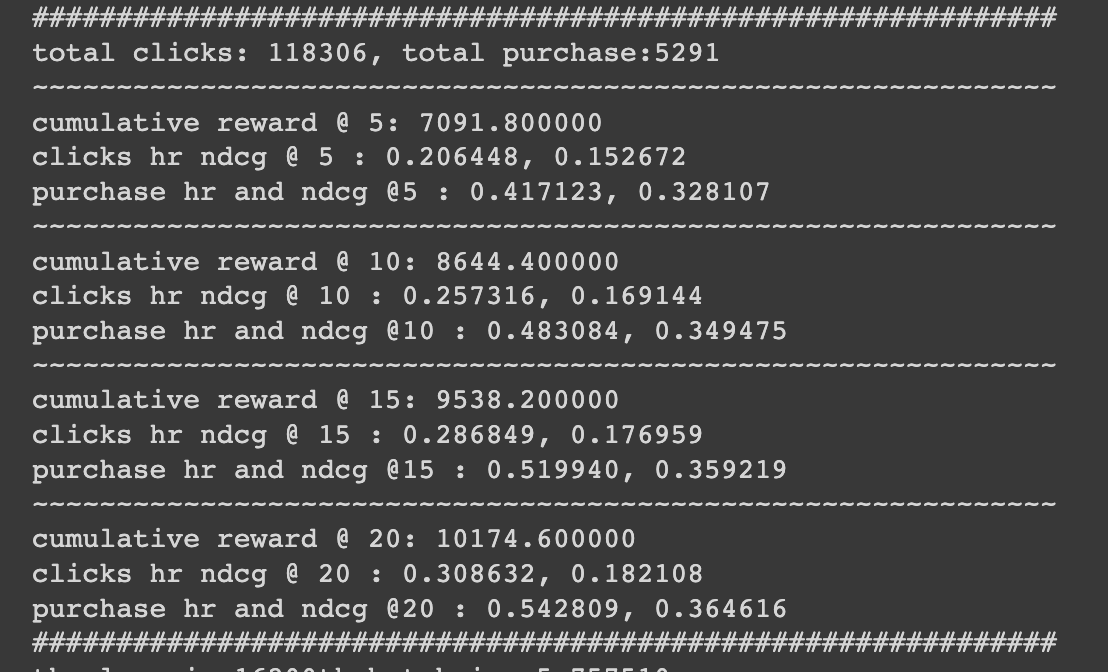 #############################################################
total clicks: 118306, total purchase:5291
~~~~~~~~~~~~~~~~~~~~~~~~~~~~~~~~~~~~~~~~~~~~~~~~~~~~~~~~~~~~~
cumulative reward @ 5: 7091.800000
clicks hr ndcg @ 5 : 0.206448, 0.152672
purchase hr and ndcg @5 : 0.417123, 0.328107
~~~~~~~~~~~~~~~~~~~~~~~~~~~~~~~~~~~~~~~~~~~~~~~~~~~~~~~~~~~~~
cumulative reward @ 10: 8644.400000
clicks hr ndcg @ 10 : 0.257316, 0.169144
purchase hr and ndcg @10 : 0.483084, 0.349475
~~~~~~~~~~~~~~~~~~~~~~~~~~~~~~~~~~~~~~~~~~~~~~~~~~~~~~~~~~~~~
cumulative reward @ 15: 9538.200000
clicks hr ndcg @ 15 : 0.286849, 0.176959
purchase hr and ndcg @15 : 0.519940, 0.359219
~~~~~~~~~~~~~~~~~~~~~~~~~~~~~~~~~~~~~~~~~~~~~~~~~~~~~~~~~~~~~
cumulative reward @ 20: 10174.600000
clicks hr ndcg @ 20 : 0.308632, 0.182108
purchase hr and ndcg @20 : 0.542809, 0.364616
#############################################################